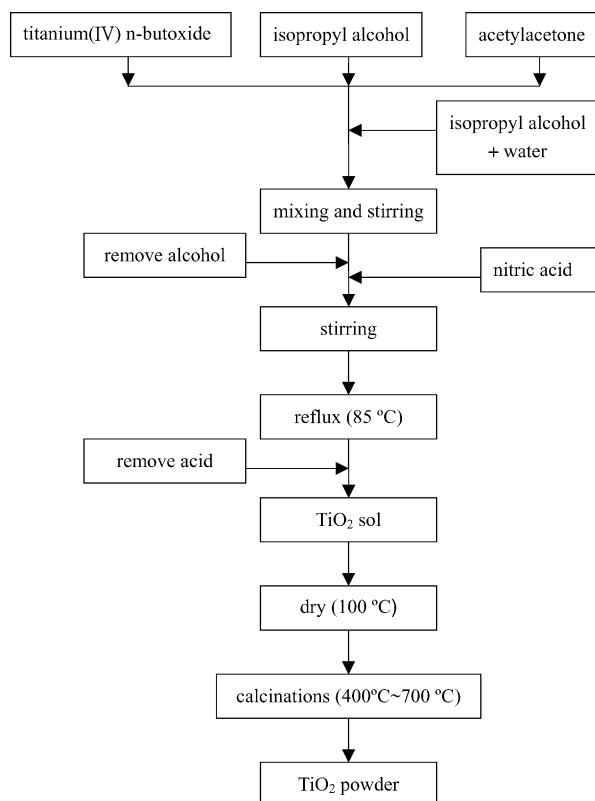 titanium(IV) n-butoxide
isopropyl alcohol
acetylacetone
isopropyl alcohol
+ water
mixing and stirring
remove alcohol
nitric acid
stirring
reflux (85 ºC)
remove acid
TiO₂ sol
dry (100 ºC)
calcinations (400ºC~700 ºC)
TiO₂ powder